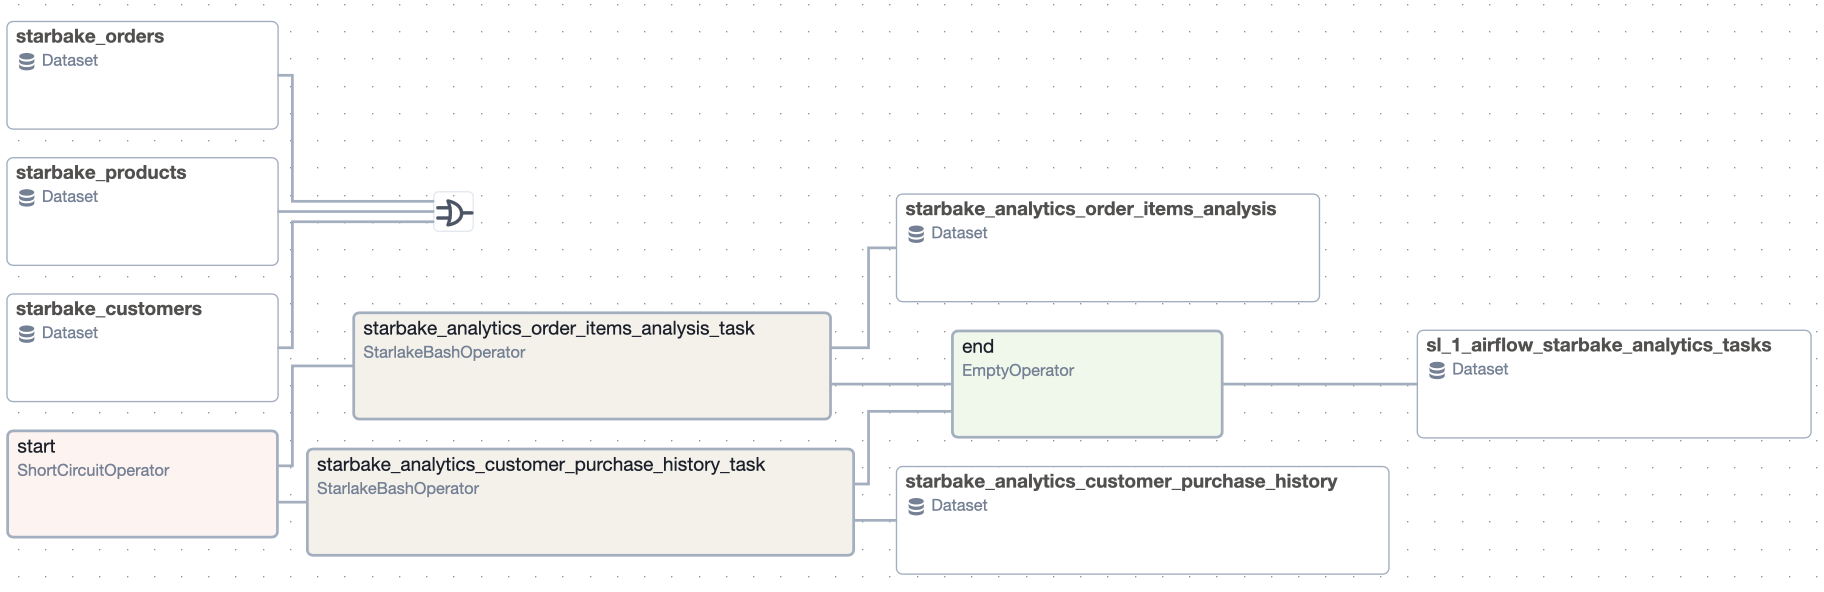 starbake_orders
Dataset
starbake_products
Dataset
starbake_customers
Dataset
start
ShortCircuitOperator
starbake_analytics_order_items_analysis_task
StarlakeBashOperator
starbake_analytics_customer_purchase_history_task
StarlakeBashOperator
starbake_analytics_order_items_analysis
Dataset
end
EmptyOperator
starbake_analytics_customer_purchase_history
Dataset
sl_1_airflow_starbake_analytics_tasks
Dataset